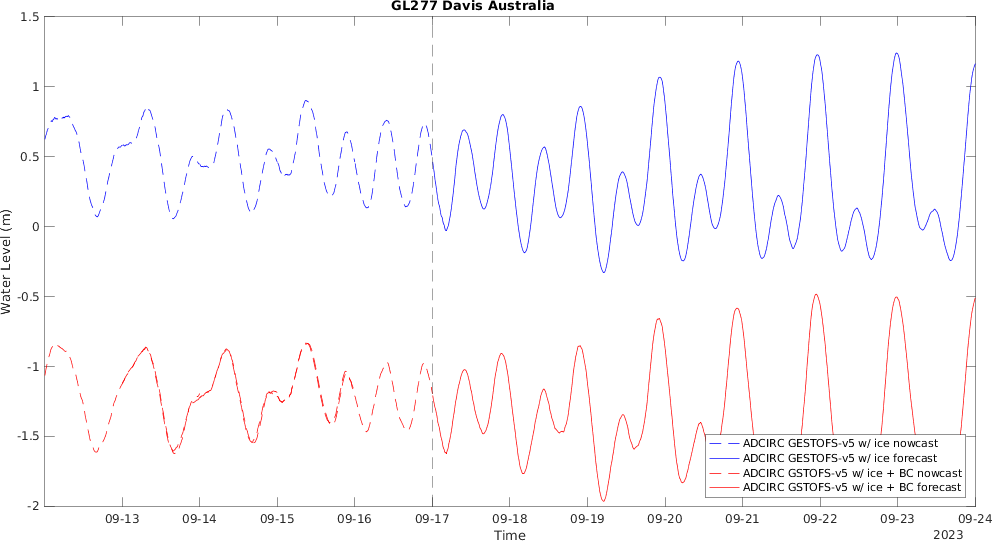 GL277 Davis Australia
1.5
1
0.5
0
-0.5
-1
-1.5
-2
Water Level (m)
ADCIRC GESTOFS-v5 w/ ice nowcast
ADCIRC GESTOFS-v5 w/ ice forecast
ADCIRC GSTOFS-v5 w/ ice + BC nowcast
ADCIRC GSTOFS-v5 w/ ice + BC forecast
09-13 09-14 09-15 09-16 09-17 09-18 09-19 09-20 09-21 09-22 09-23 09-24
Time
2023